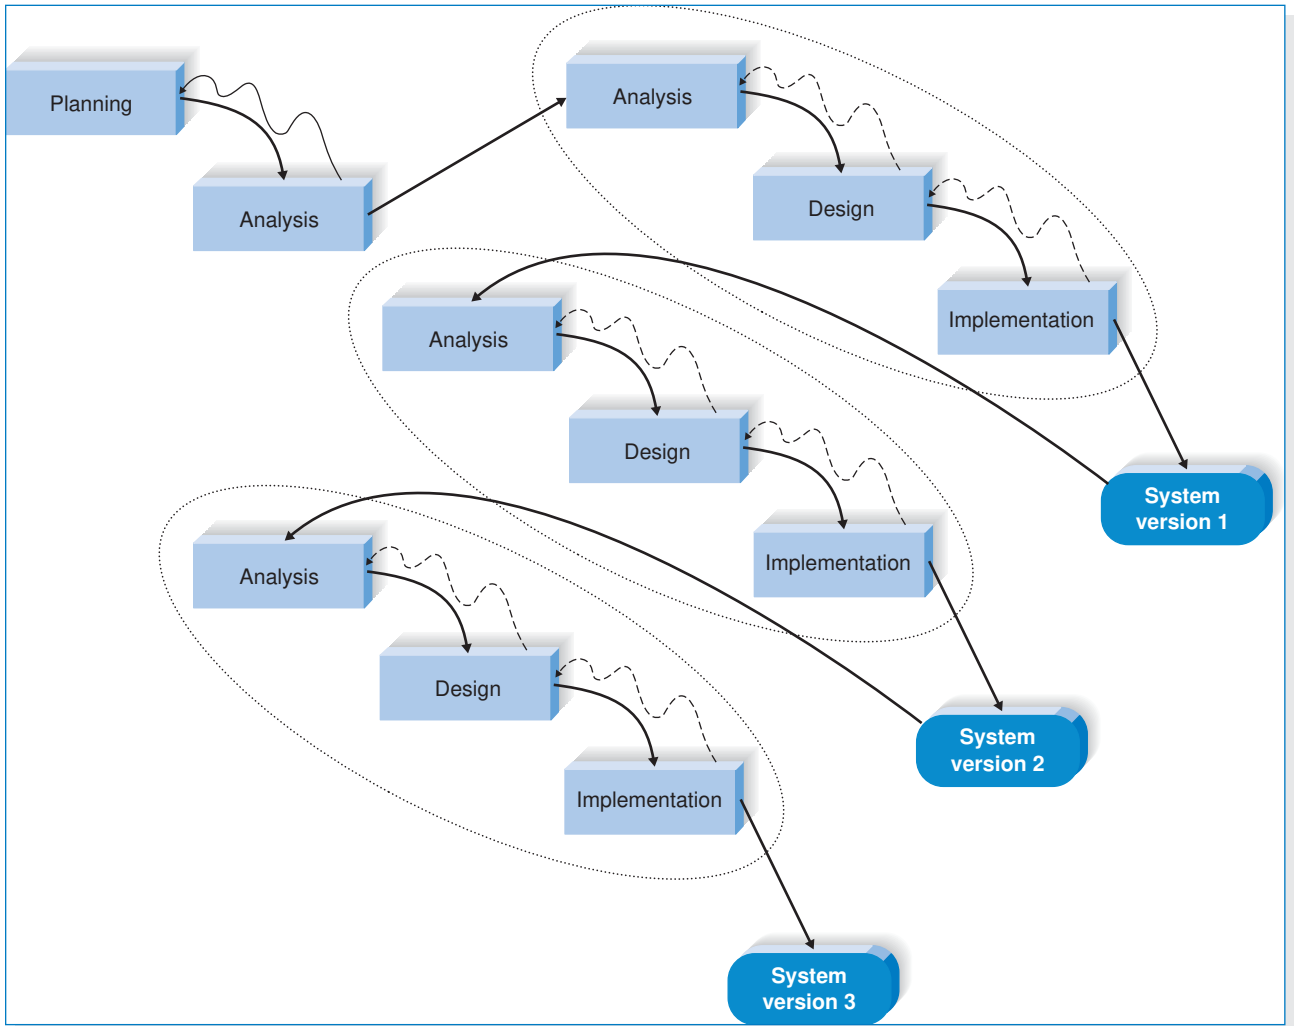 Planning
Analysis
Analysis
Design
Implementation
System
version 1
Analysis
Design
Implementation
System
version 2
Analysis
Design
Implementation
System
version 3